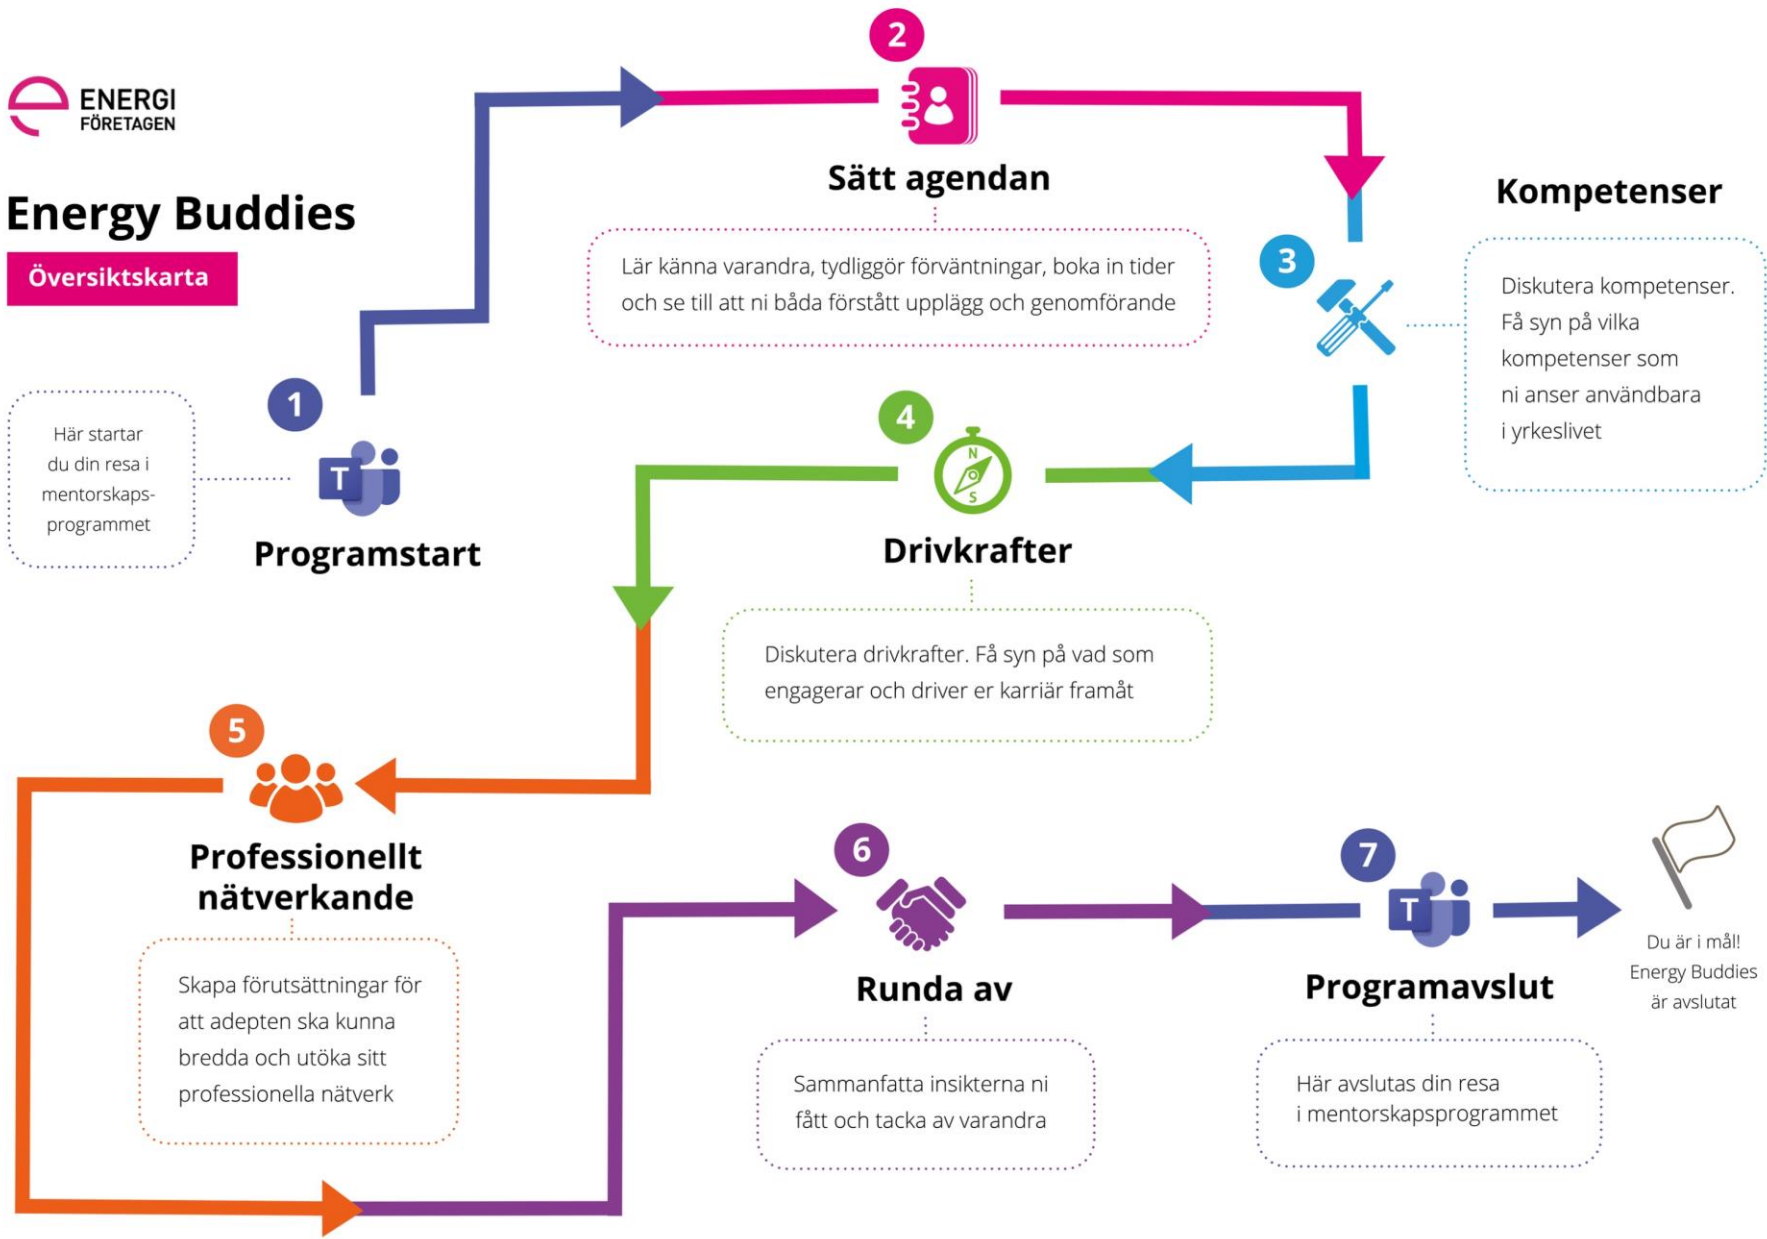 ENERGI
FÖRETAGEN
Energy Buddies
Översiktskarta
1
T
Programstart
Här startar
du din resa i
mentorskaps-
programmet
2
Sätt agendan
Lär känna varandra, tydliggör förväntningar, boka in tider
och se till att ni båda förstått upplägg och genomförande
3
Kompetenser
Diskutera kompetenser.
Få syn på vilka
kompetenser som
ni anser användbara
i yrkeslivet
4
N
S
Drivkrafter
Diskutera drivkrafter. Få syn på vad som
engagerar och driver er karriär framåt
5
Professionellt
nätverkande
Skapa förutsättningar för
att adepten ska kunna
bredda och utöka sitt
professionella nätverk
6
Runda av
Sammanfatta insikterna ni
fått och tacka av varandra
7
T
Programavslut
Här avslutas din resa
i mentorskapsprogrammet
Du är i mål!
Energy Buddies
är avslutat